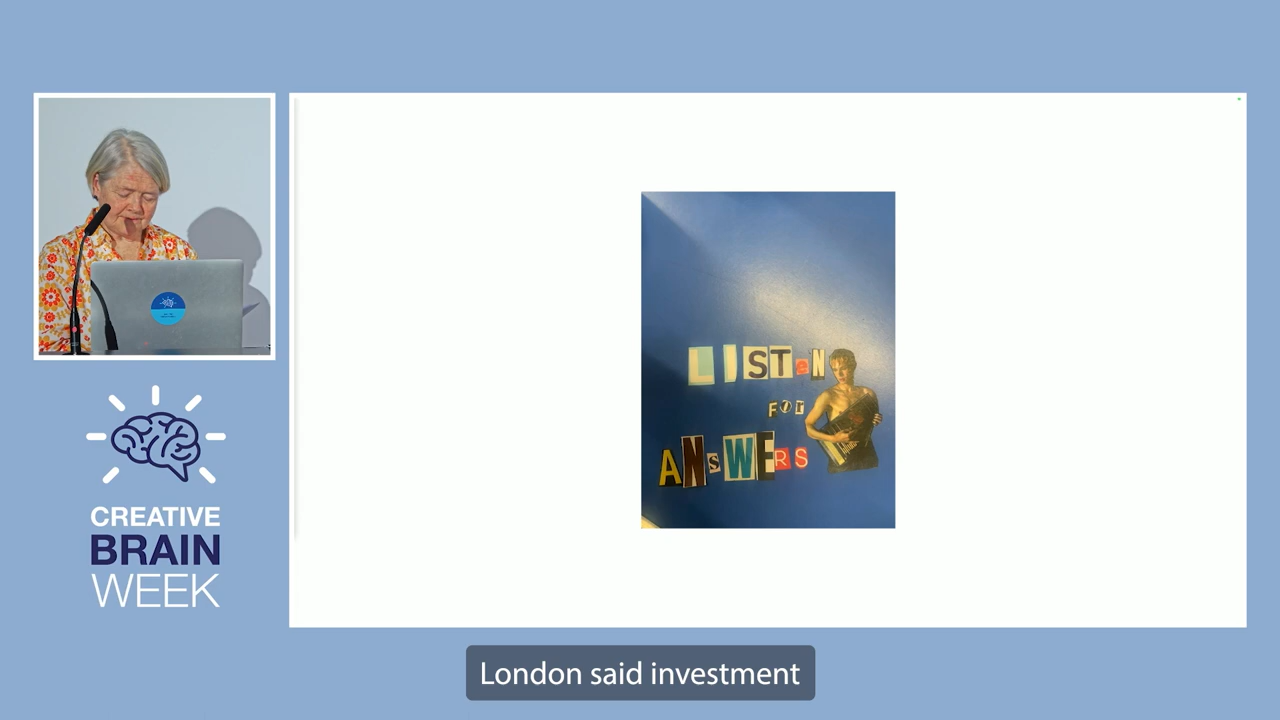 LISTeN
FOr
ANsWERS
CREATIVE
BRAIN
WEEK
London said investment